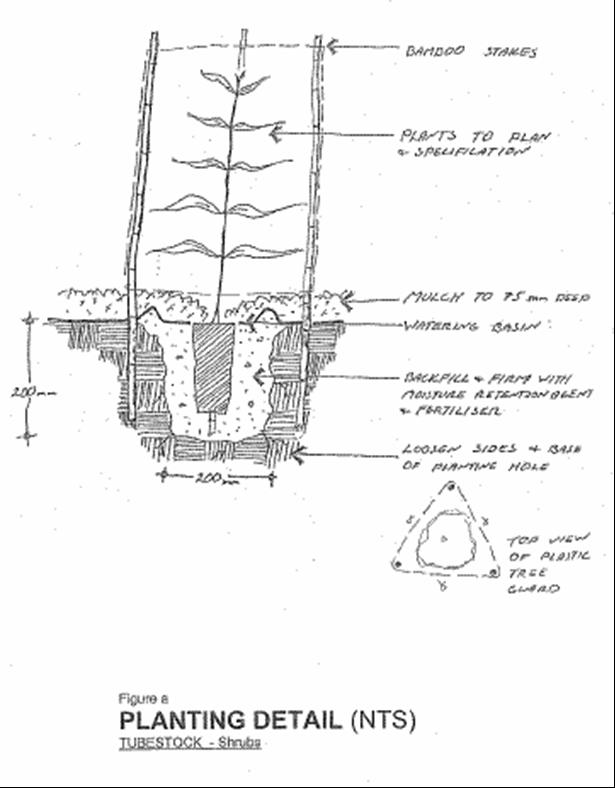 BAMBOO STAKES
PLANTS TO PLAN
& SPECIFICATION
MULCH TO 75 mm DEEP
WATERING BASIN
BACKFILL & FIRM WITH
MOISTURE RETENTION AGENT
& FERTILISER
200mm
LOOSEN SIDES & BASE
OF PLANTING HOLE
200mm
TOP VIEW
OF PLASTIC
TREE
GUARD
Figure a
PLANTING DETAIL (NTS)
TUBESTOCK - Shrubs